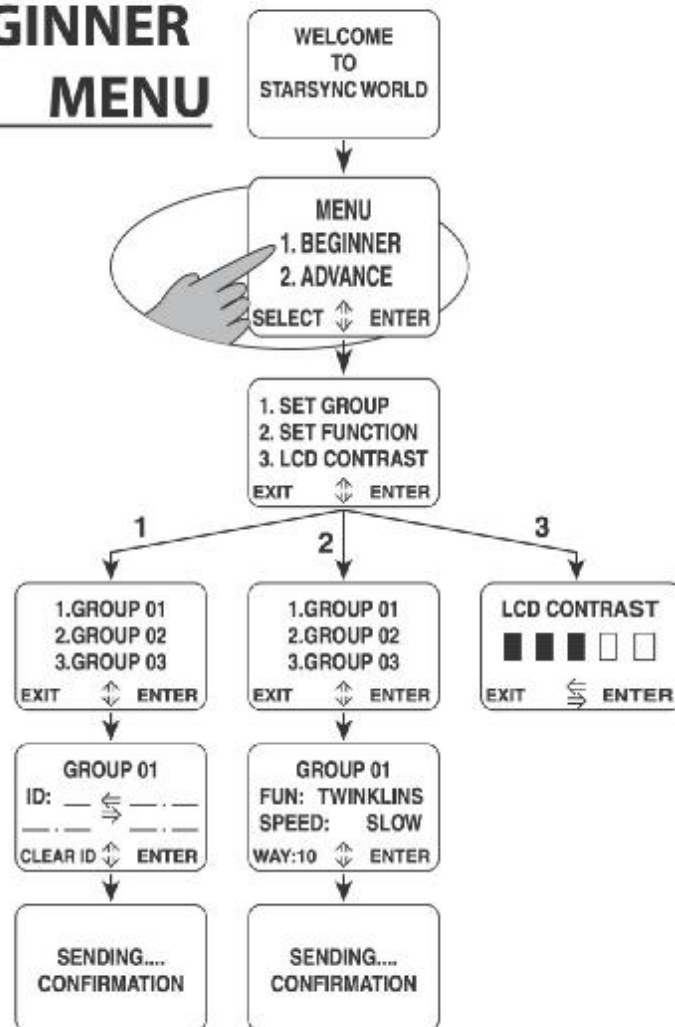 GINNER
MENU
WELCOME
TO
STARSYNC WORLD
MENU
1. BEGINNER
2. ADVANCE
SELECT ENTER
1. SET GROUP
2. SET FUNCTION
3. LCD CONTRAST
EXIT ENTER
1
2
3
1.GROUP 01
2.GROUP 02
3.GROUP 03
EXIT ENTER
1.GROUP 01
2.GROUP 02
3.GROUP 03
EXIT ENTER
LCD CONTRAST
EXIT ENTER
GROUP 01
ID: _ _._
_._ _._
CLEAR ID ENTER
GROUP 01
FUN: TWINKLINS
SPEED: SLOW
WAY:10 ENTER
SENDING....
CONFIRMATION
SENDING....
CONFIRMATION